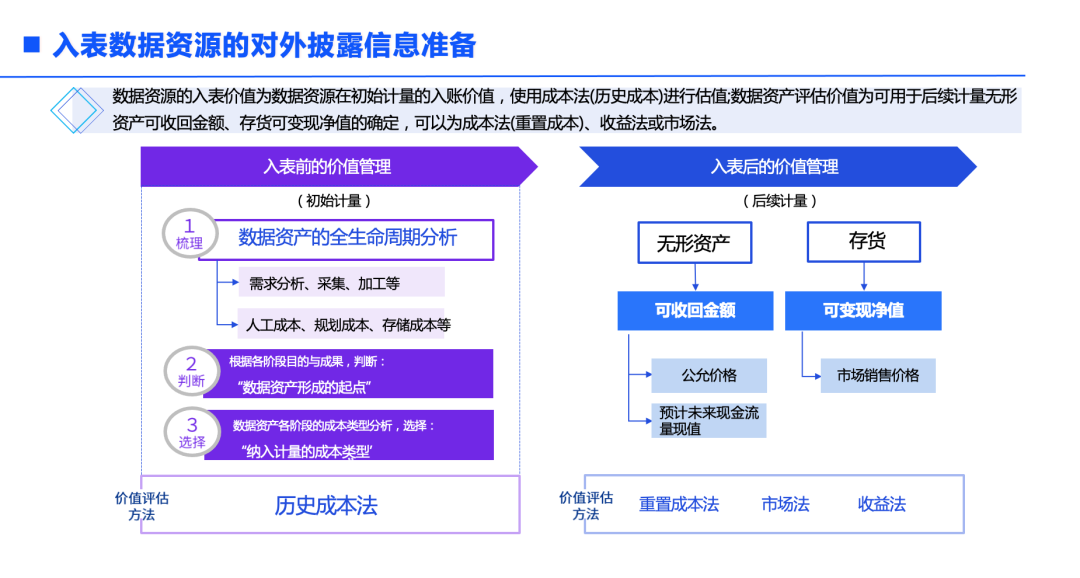 入表数据资源的对外披露信息准备
数据资源的入表价值为数据资源在初始计量的入账价值，使用成本法(历史成本)进行估值;数据资产评估价值为可用于后续计量无形
资产可收回金额、存货可变现净值的确定，可以为成本法(重置成本)、收益法或市场法。
入表前的价值管理
（初始计量）
1
梳理
数据资产的全生命周期分析
需求分析、采集、加工等
人工成本、规划成本、存储成本等
2
判断
根据各阶段目的与成果，判断：
“数据资产形成的起点”
3
选择
数据资产各阶段的成本类型分析，选择：
“纳入计量的成本类型”
价值评估
方法
历史成本法
入表后的价值管理
（后续计量）
无形资产
存货
可收回金额
可变现净值
公允价格
市场销售价格
预计未来现金流
量现值
价值评估
方法
重置成本法
市场法
收益法